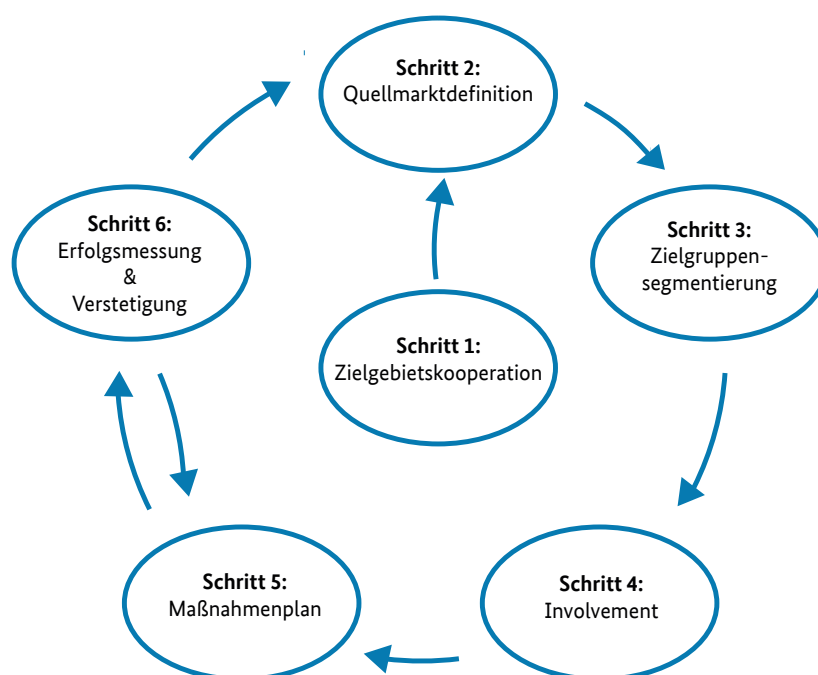 Schritt 2:
Quellmarktdefinition
Schritt 6:
Erfolgsmessung
&
Verstetigung
Schritt 3:
Zielgruppen-
segmentierung
Schritt 1:
Zielgebietskooperation
Schritt 5:
Maßnahmenplan
Schritt 4:
Involvement